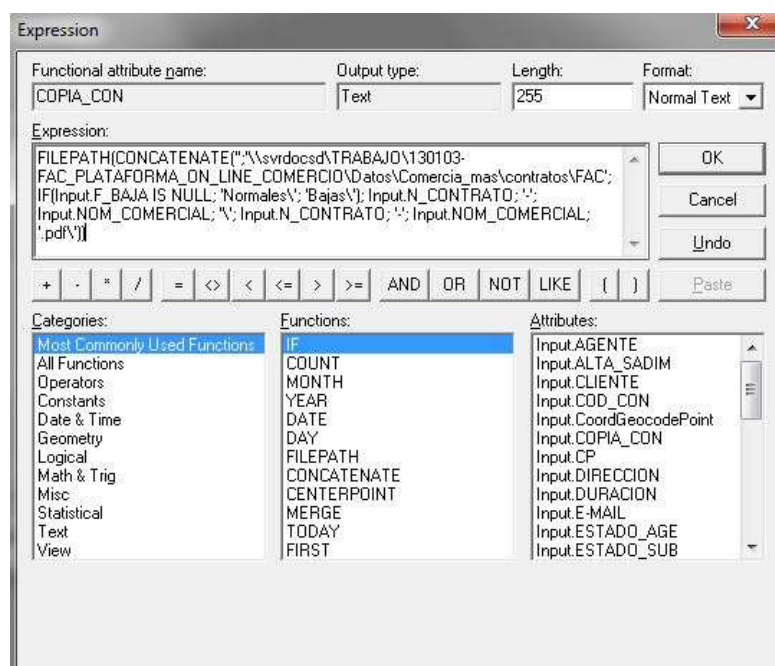 Expression
Functional attribute name: Output type: Length: Format:
COPIA_CON Text 255 Normal Text
Expression:
FILEPATH(CONCATENATE('';'\\svrdocsd\TRABAJO\130103-
FAC_PLATAFORMA_ON_LINE_COMERCIO\Datos\Comercia_mas\contratos\FAC';
IF(Input.F_BAJA IS NULL; 'Normales\'; 'Bajas\'); Input.N_CONTRATO; '-';
Input.NOM_COMERCIAL; '\'; Input.N_CONTRATO; '-'; Input.NOM_COMERCIAL;
'.pdf\'))
OK
Cancel
Undo
+ - * / = <> < <= > >= AND OR NOT LIKE ( ) Paste
Categories: Functions: Attributes:
Most Commonly Used Functions IF Input.AGENTE
All Functions COUNT Input.ALTA_SADIM
Operators MONTH Input.CLIENTE
Constants YEAR Input.COD_CON
Date & Time DATE Input.CoordGeocodePoint
Geometry DAY Input.COPIA_CON
Logical FILEPATH Input.CP
Math & Trig CONCATENATE Input.DIRECCION
Misc CENTERPOINT Input.DURACION
Statistical MERGE Input.E-MAIL
Text TODAY Input.ESTADO_AGE
View FIRST Input.ESTADO_SUB